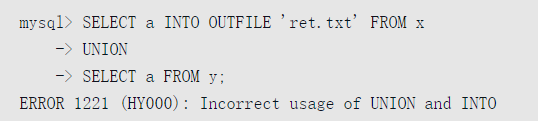 mysql> SELECT a INTO OUTFILE 'ret.txt' FROM x
-> UNION
-> SELECT a FROM y;
ERROR 1221 (HY000): Incorrect usage of UNION and INTO